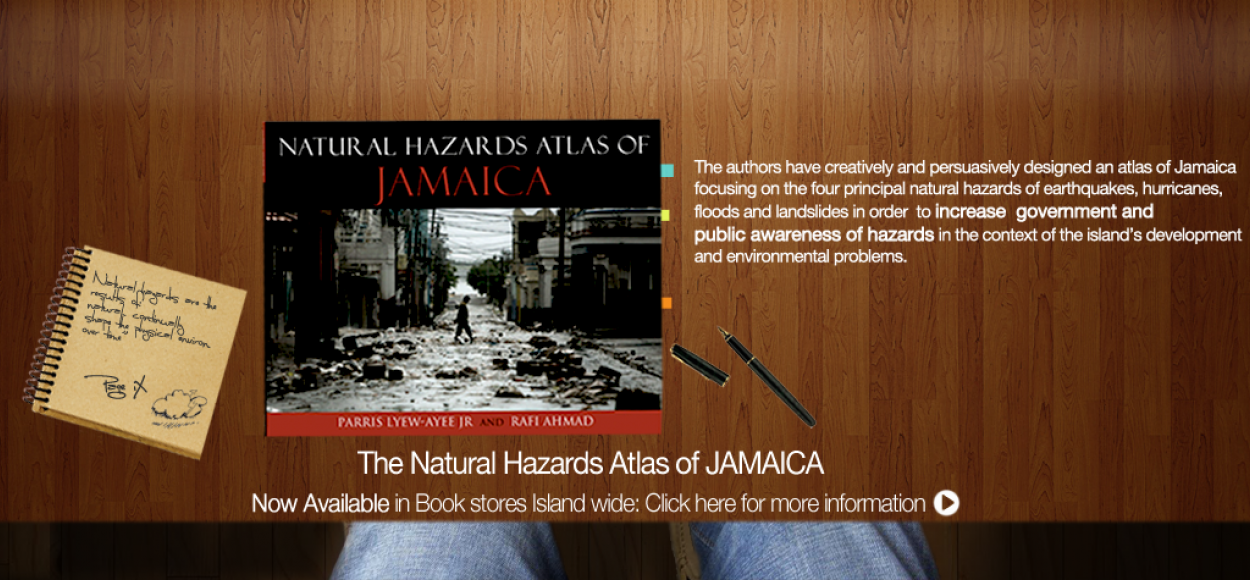 NATURAL HAZARDS ATLAS OF
JAMAICA
PARRIS LYEW-AYEE JR AND RAFI AHMAD
The authors have creatively and persuasively designed an atlas of Jamaica
focusing on the four principal natural hazards of earthquakes, hurricanes,
floods and landslides in order to increase government and
public awareness of hazards in the context of the island's development
and environmental problems.
Natural hazards are the
results of
natural continually
shape the physical environ
over time"
Page iX
The Natural Hazards Atlas of JAMAICA
Now Available in Book stores Island wide: Click here for more information